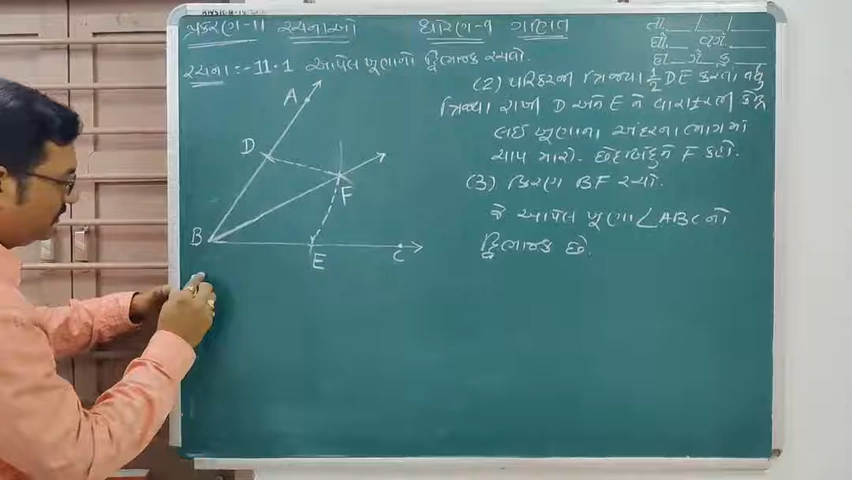 પ્રકરણ-11 રચનાઓ ધોરણ-9 ગણિત
તા. / /
રચના :- 11.1 આપેલ ખૂણાનો દ્વિભાજક રચવો.
(2) પરિકરની ત્રિજ્યા 1/2 DE કરતા વધુ
ત્રિજ્યા રાખી D અને E ને વારાફરતી કેન્દ્ર
લઈ ખૂણાના અંદરના ભાગમાં
ચાપ મારો. છેદબિંદુને F કહો.
(3) કિરણ BF રચો.
જે આપેલ ખૂણા ∠ABC નો
દ્વિભાજક છે.
A
D
F
B
E
C